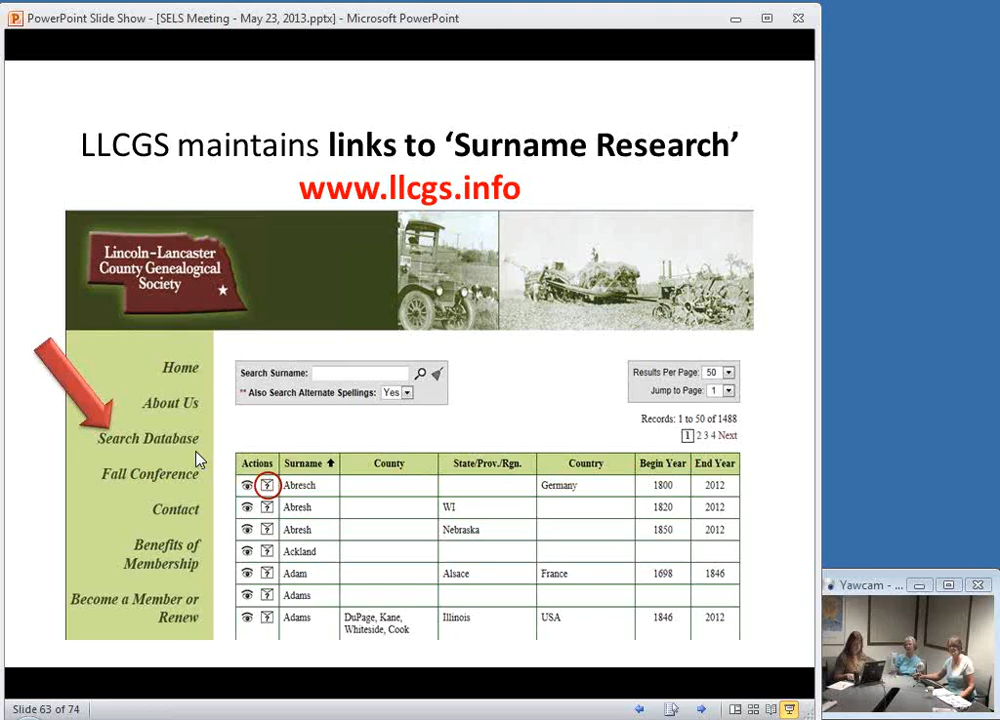 PowerPoint Slide Show - [SELS Meeting - May 23, 2013.pptx] - Microsoft PowerPoint
LLCGS maintains links to ‘Surname Research’
www.llcgs.info
Lincoln-Lancaster
County Genealogical
Society
Home
About Us
Search Database
Fall Conference
Contact
Benefits of
Membership
Become a Member or
Renew
Search Surname:
** Also Search Alternate Spellings: Yes
Results Per Page: 50
Jump to Page: 1
Records: 1 to 50 of 1488
1 2 3 4 Next
Actions Surname County State/Prov./Rgn. Country Begin Year End Year
Abresch Germany 1800 2012
Abresh WI 1820 2012
Abresh Nebraska 1850 2012
Ackland
Adam Alsace France 1698 1846
Adams
Adams DuPage, Kane, Illinois USA 1846 2012
Whiteside, Cook
Yawcam - ...
Slide 63 of 74